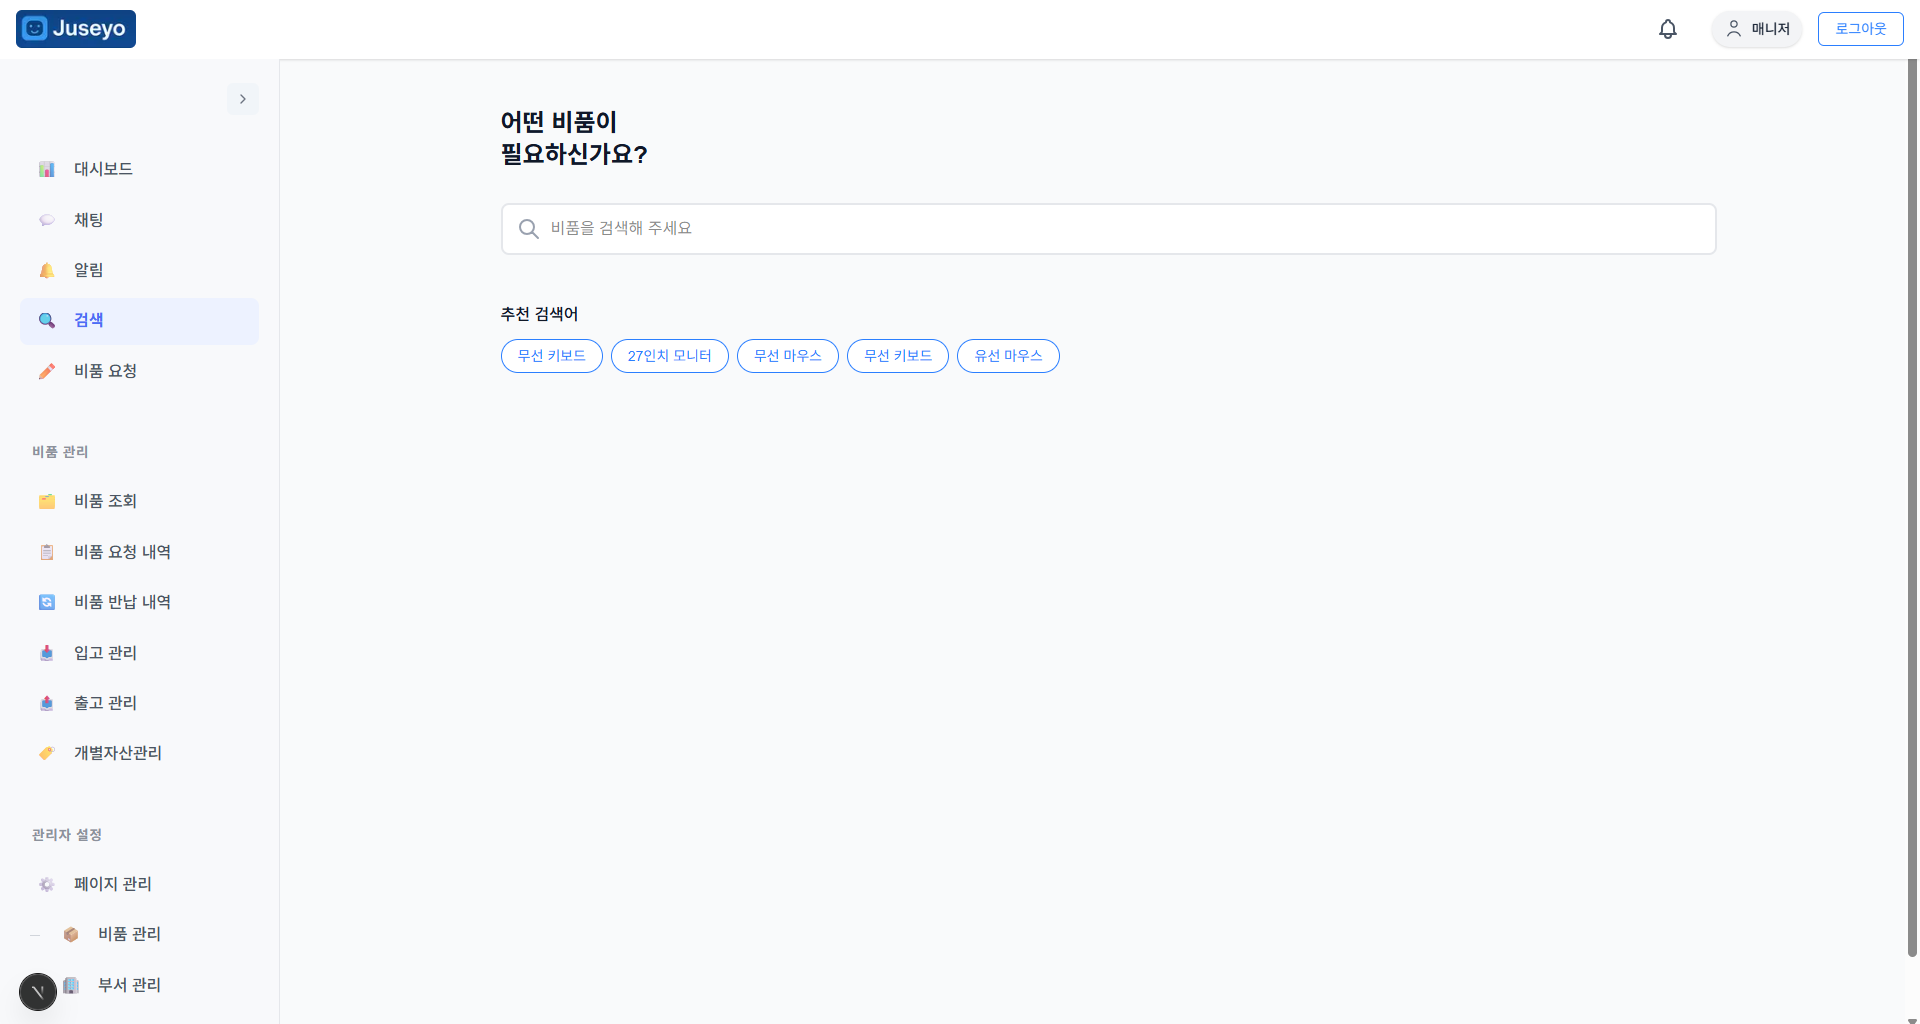 Juseyo
매니저
로그아웃
대시보드
채팅
알림
검색
비품 요청
비품 관리
비품 조회
비품 요청 내역
비품 반납 내역
입고 관리
출고 관리
개별자산관리
관리자 설정
페이지 관리
비품 관리
부서 관리
어떤 비품이
필요하신가요?
비품을 검색해 주세요
추천 검색어
무선 키보드
27인치 모니터
무선 마우스
무선 키보드
유선 마우스